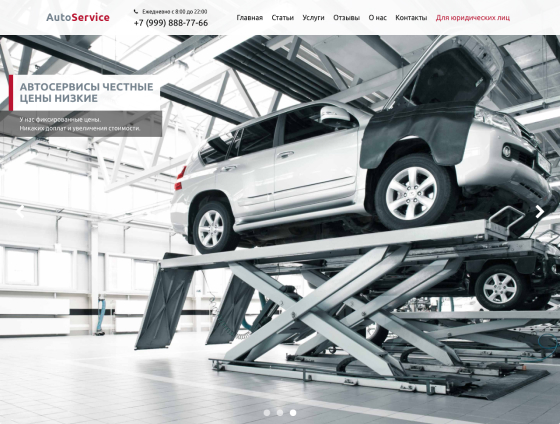 AutoService
Ежедневно с 8:00 до 22:00
+7 (999) 888-77-66
Главная Статьи Услуги Отзывы О нас Контакты Для юридических лиц
АВТОСЕРВИСЫ ЧЕСТНЫЕ
ЦЕНЫ НИЗКИЕ
У нас фиксированные цены.
Никаких доплат и увеличения стоимости.